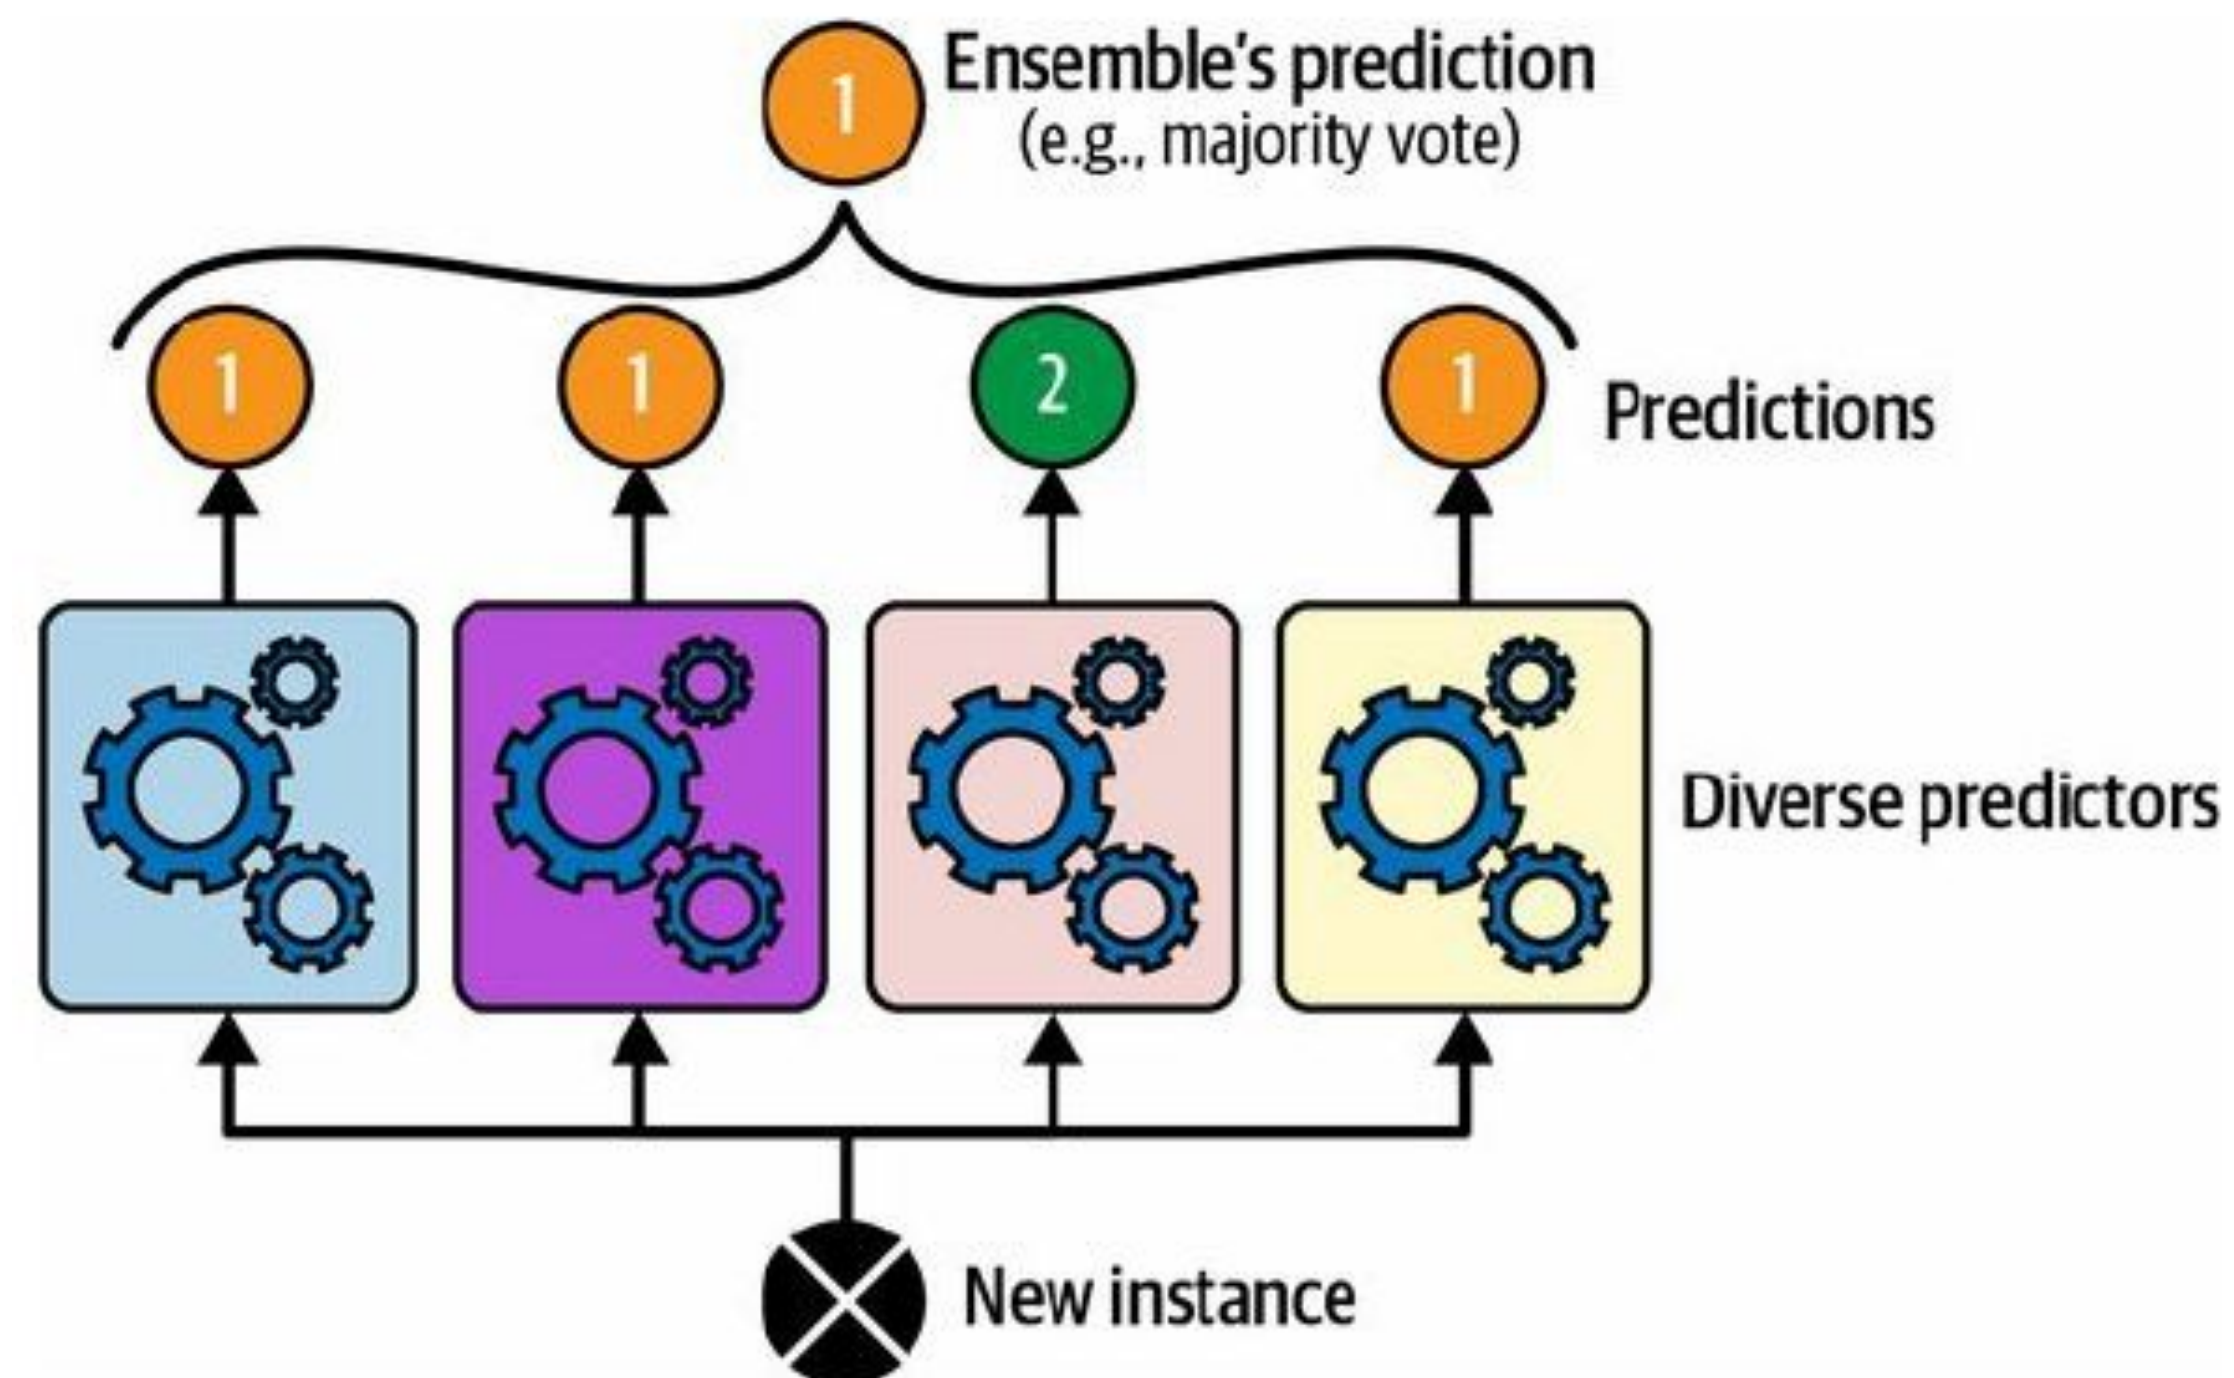 1
Ensemble's prediction
(e.g., majority vote)
1 1 2 1
Predictions
Diverse predictors
New instance